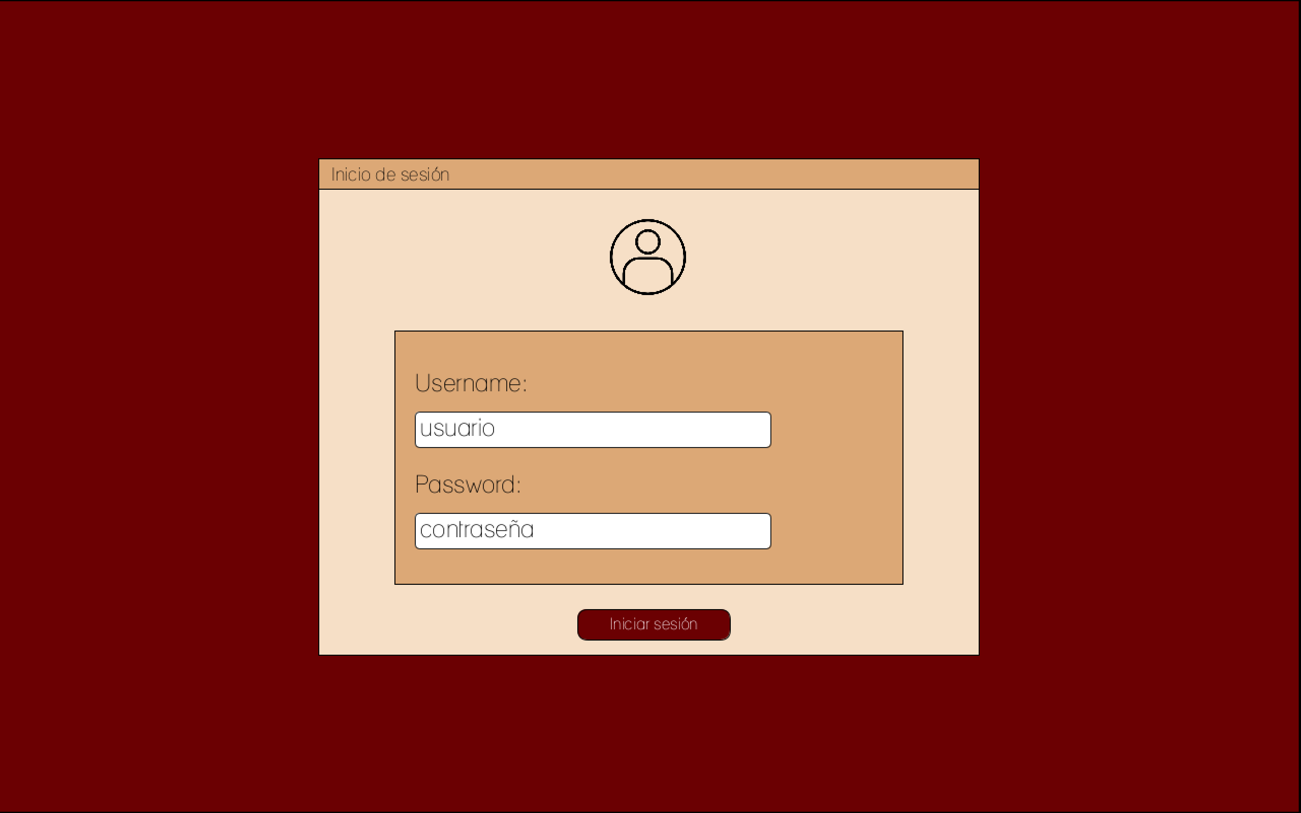 Inicio de sesión
Username:
usuario
Password:
contraseña
Iniciar sesión